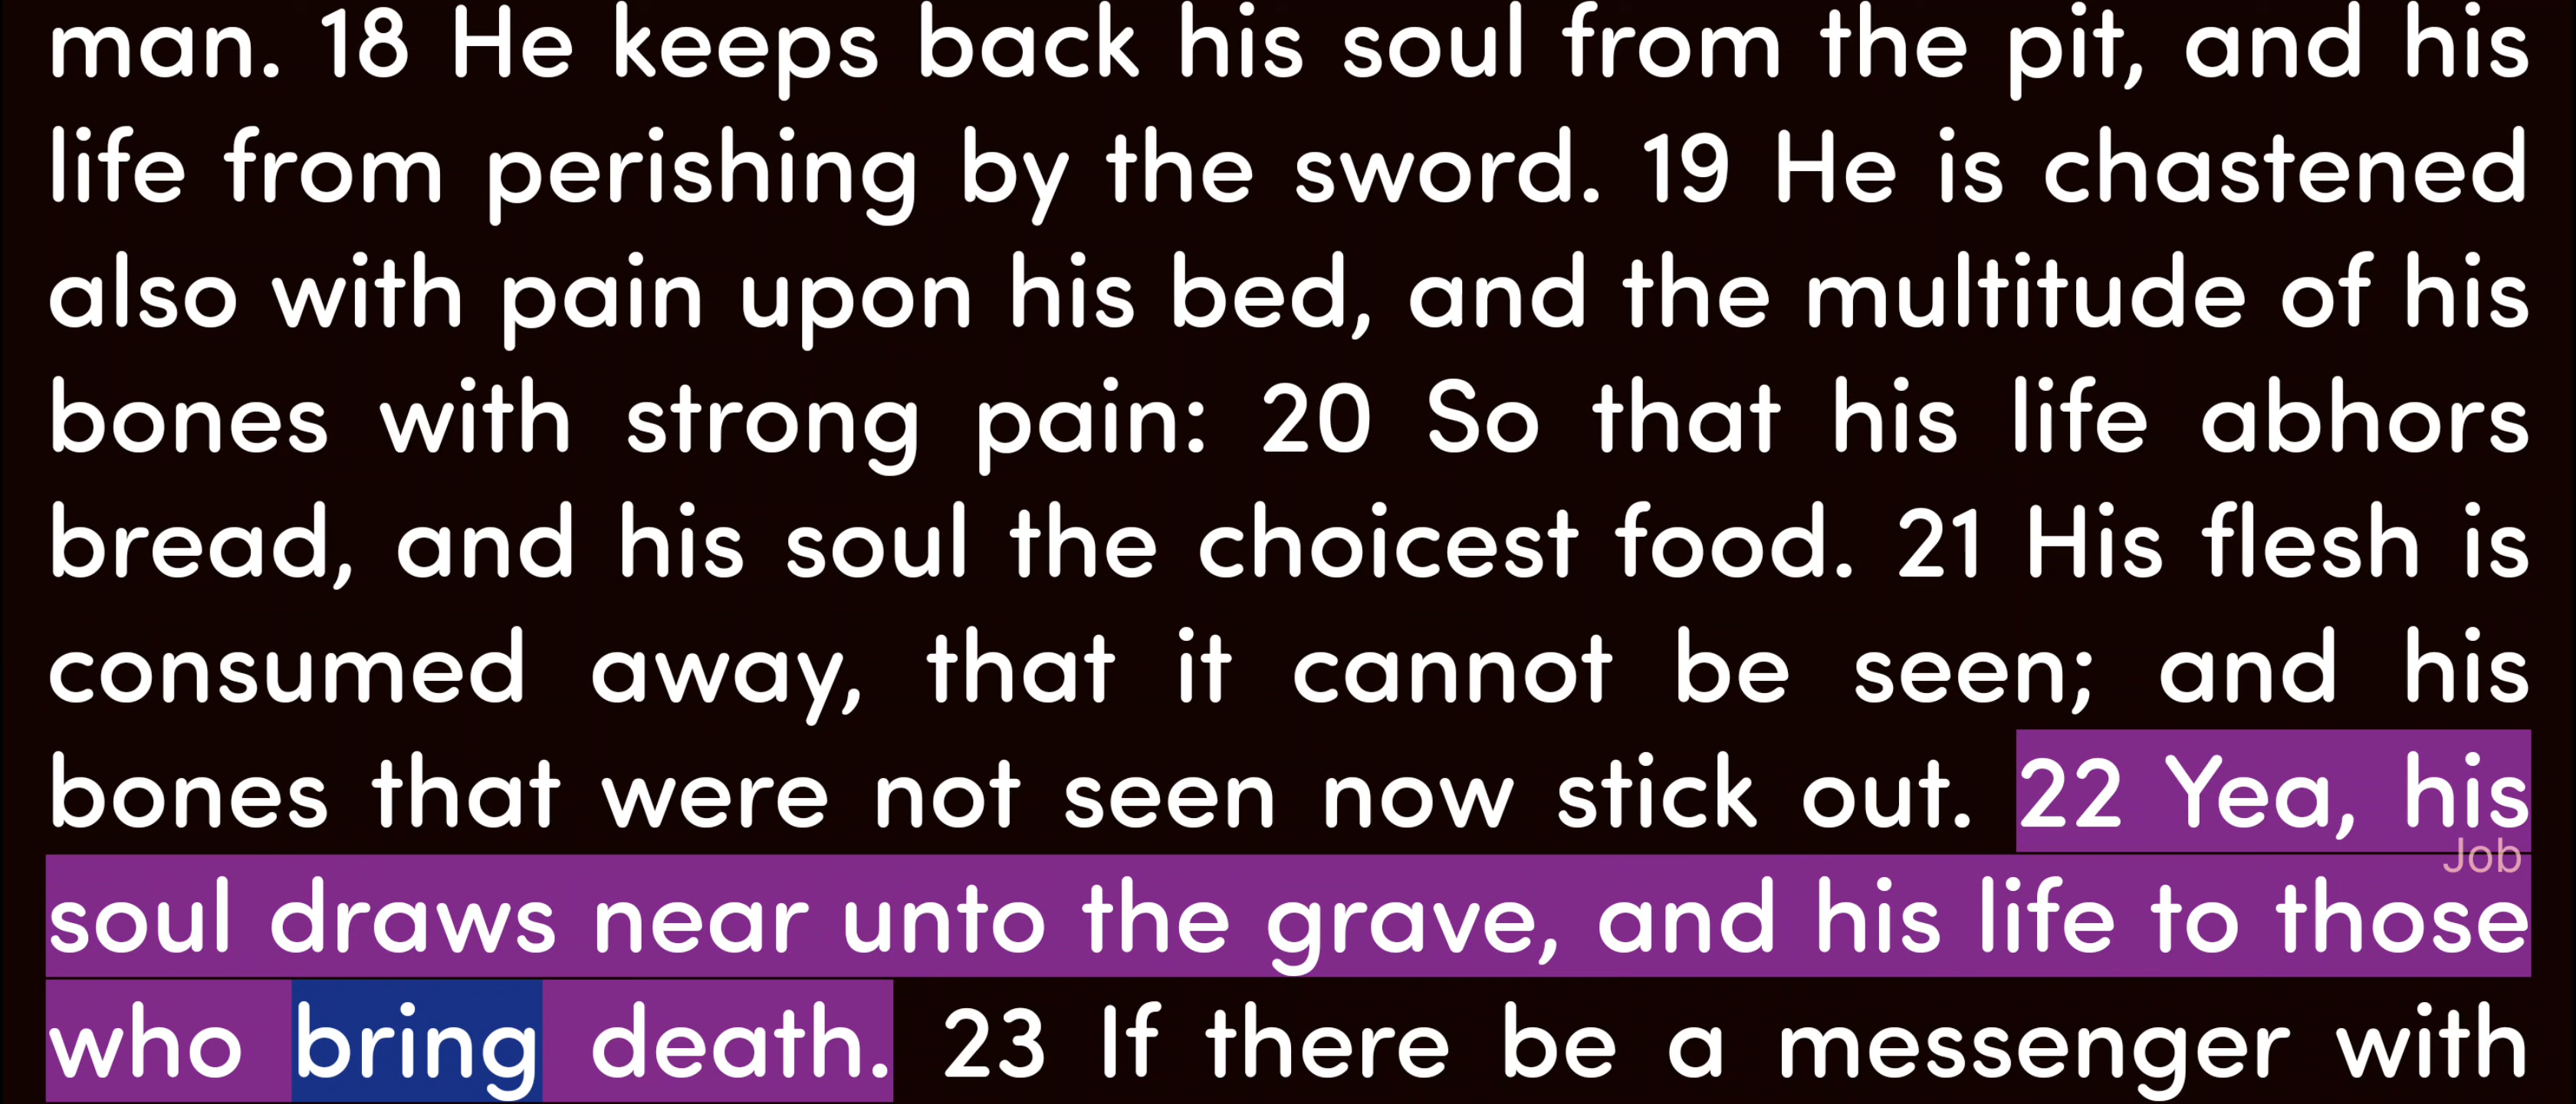 man. 18 He keeps back his soul from the pit, and his
life from perishing by the sword. 19 He is chastened
also with pain upon his bed, and the multitude of his
bones with strong pain: 20 So that his life abhors
bread, and his soul the choicest food. 21 His flesh is
consumed away, that it cannot be seen; and his
bones that were not seen now stick out. 22 Yea, his
Job
soul draws near unto the grave, and his life to those
who bring death. 23 If there be a messenger with